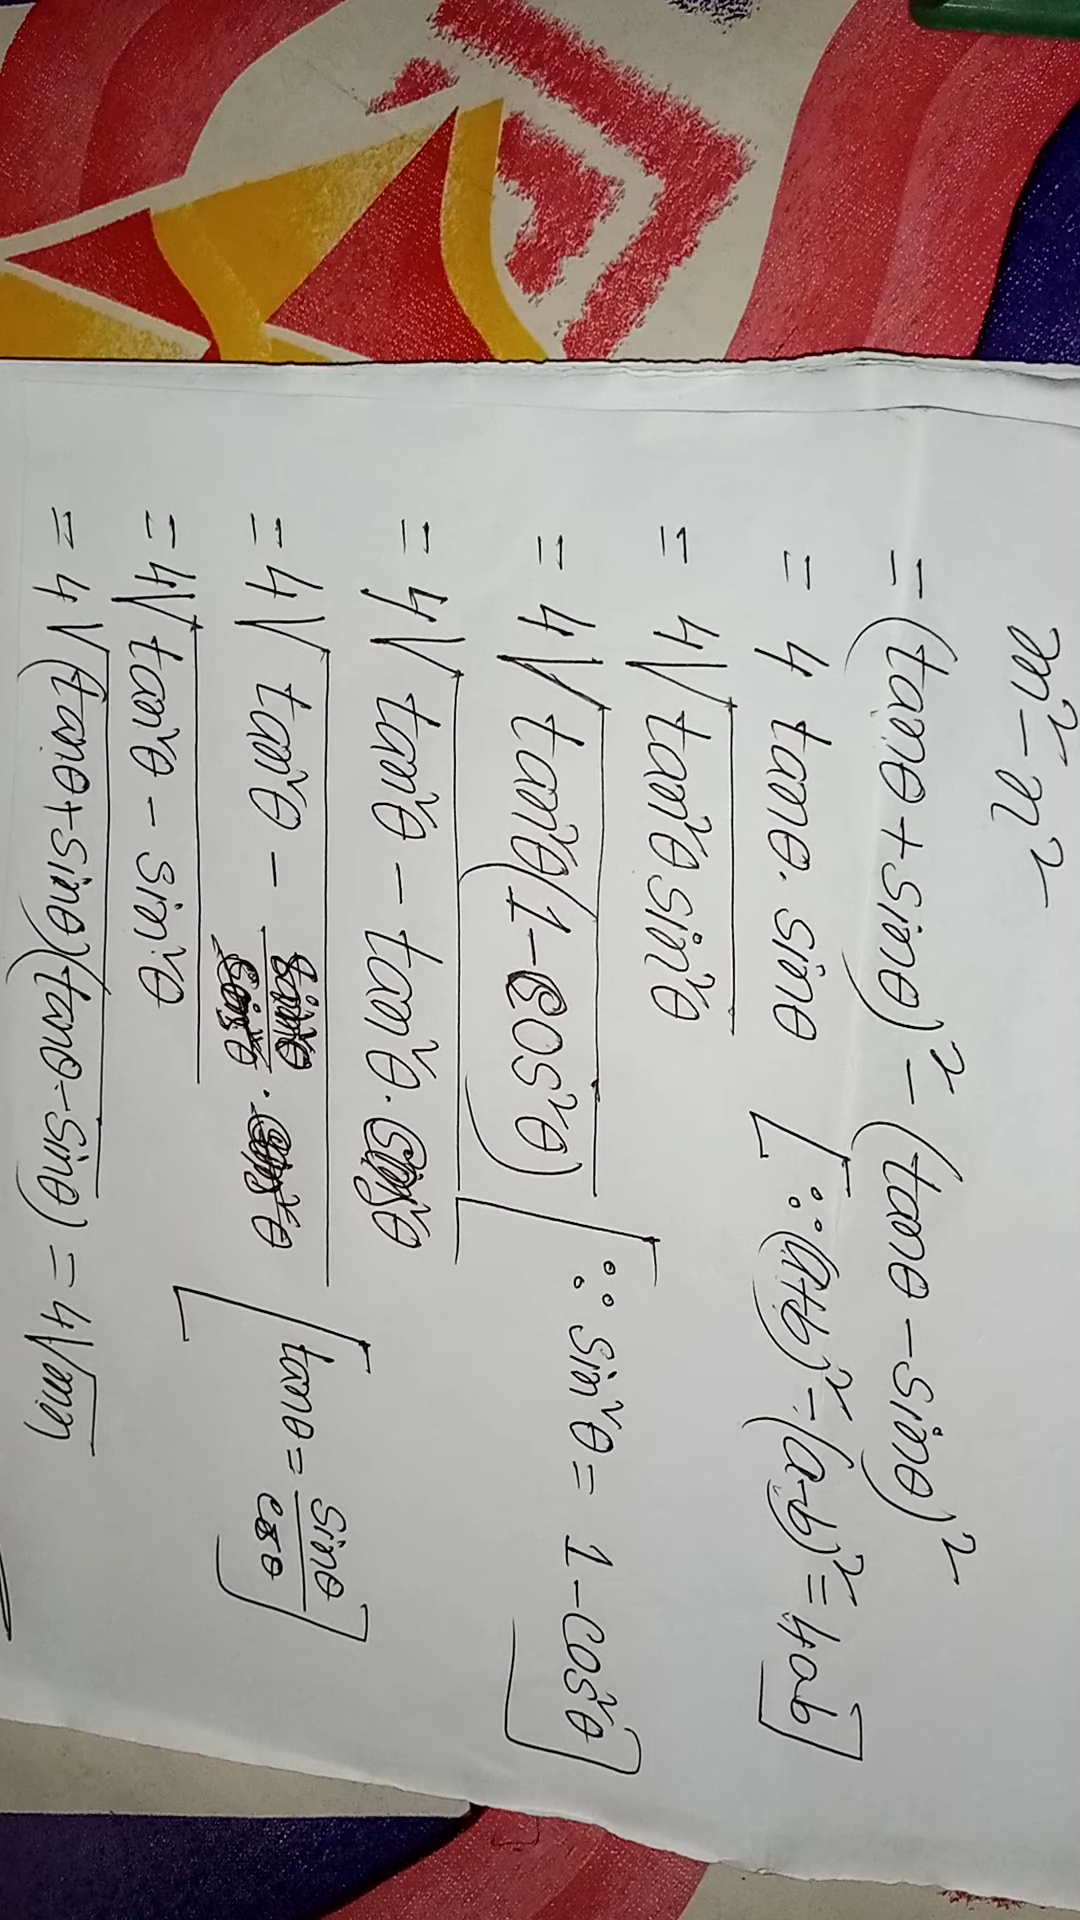 m² - n²
= (tanθ + sinθ)² - (tanθ - sinθ)²
= 4 tanθ. sinθ [∵ (a+b)² - (a-b)² = 4ab]
= 4√tan²θ sin²θ
= 4√tan²θ(1 - cos²θ) [∵ sin²θ = 1 - cos²θ]
= 4√tan²θ - tan²θ. cos²θ
= 4√tan²θ - sin²θ/cos²θ . cos²θ [tanθ = sinθ/cosθ]
= 4√tan²θ - sin²θ
= 4√(tanθ + sinθ)(tanθ - sinθ) = 4√mn